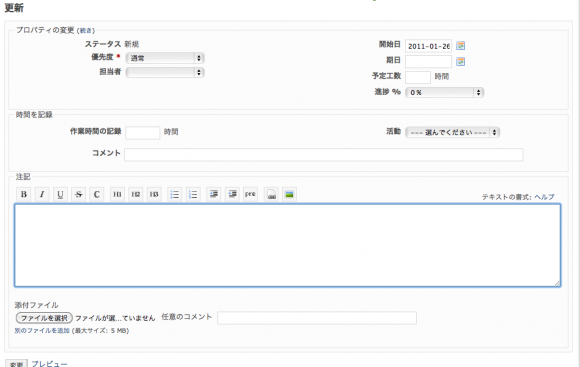 更新
プロパティの変更 (続き)
ステータス 新規
開始日 2011-01-26
優先度 * 通常
期日
担当者
予定工数 時間
進捗 % 0 %
時間を記録
作業時間の記録 時間
活動 --- 選んでください ---
コメント
注記
B I U S C H1 H2 H3 pre
テキストの書式: ヘルプ
添付ファイル
ファイルを選択 ファイルが選...ていません 任意のコメント
別のファイルを追加 (最大サイズ: 5 MB)
変更 プレビュー